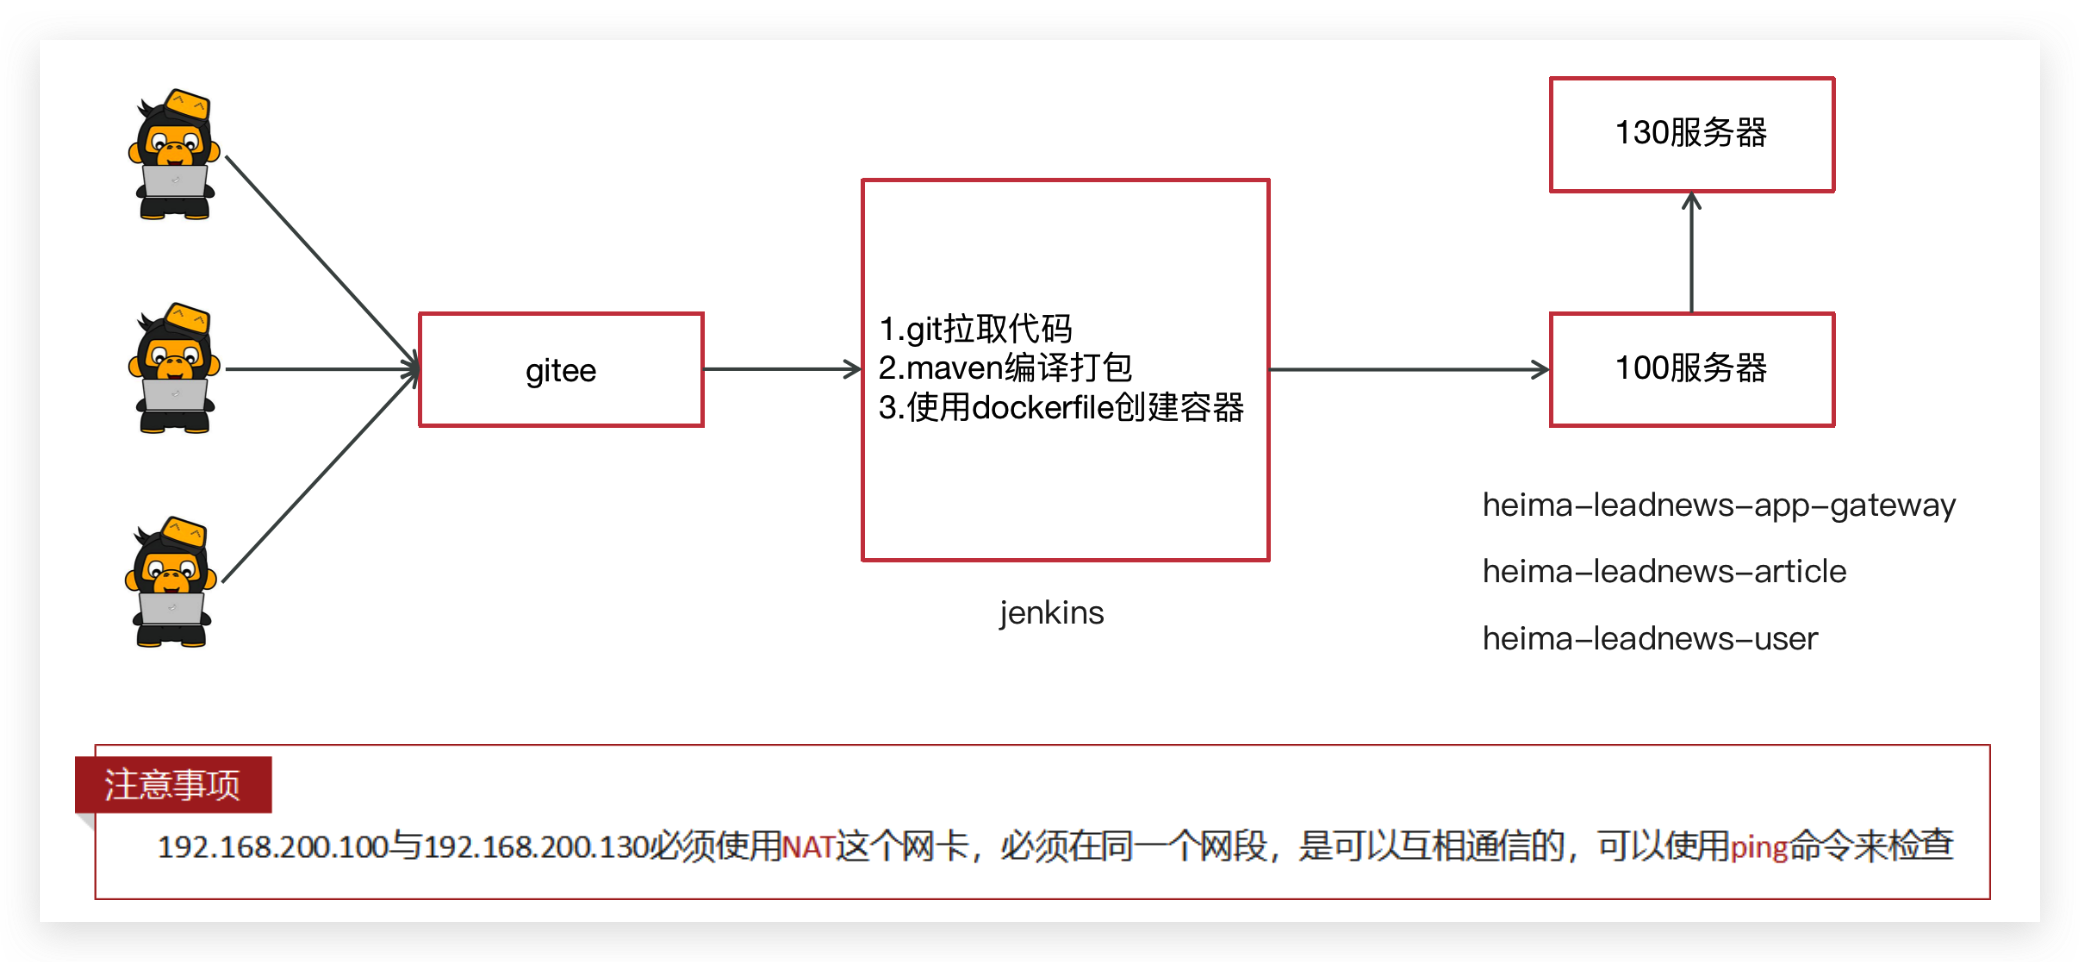 130服务器
gitee
1.git拉取代码
2.maven编译打包
3.使用dockerfile创建容器
100服务器
jenkins
heima-leadnews-app-gateway
heima-leadnews-article
heima-leadnews-user
注意事项
192.168.200.100与192.168.200.130必须使用NAT这个网卡，必须在同一个网段，是可以互相通信的，可以使用ping命令来检查